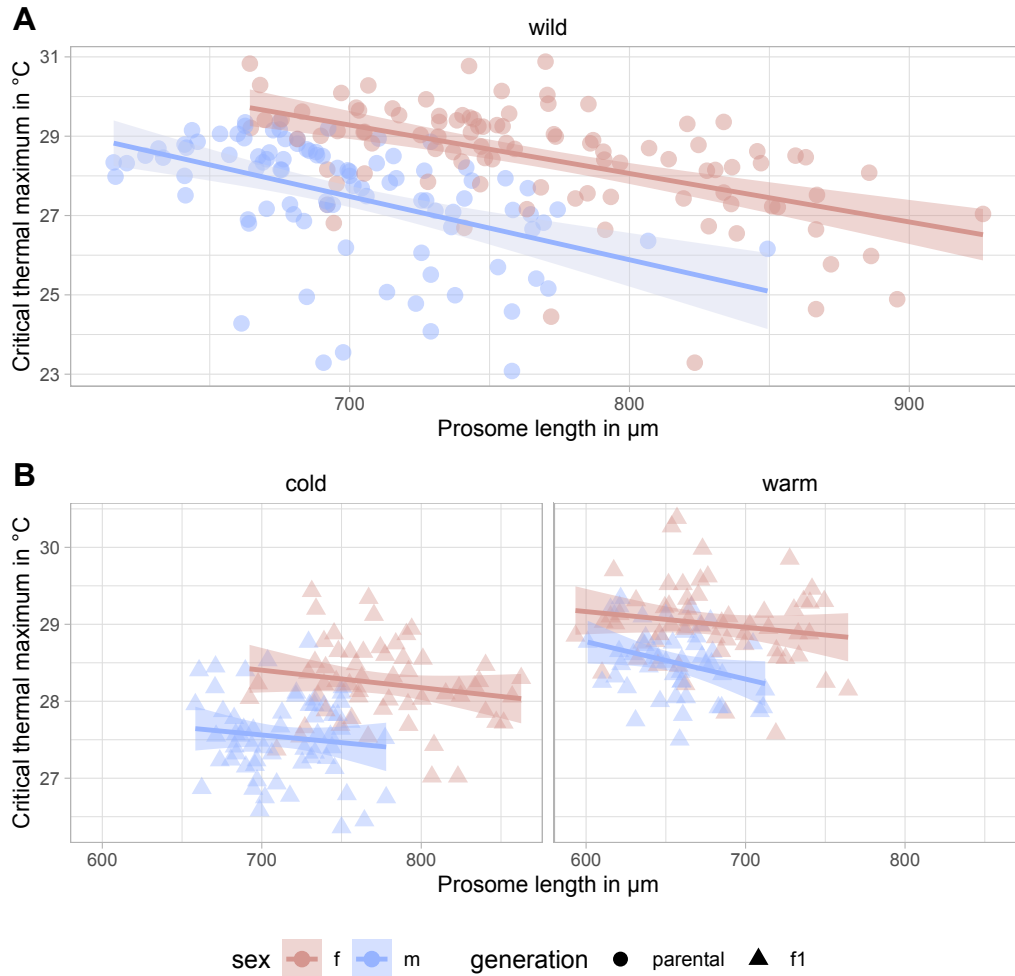 A
wild
Critical thermal maximum in °C
31
29
27
25
23
700
800
900
Prosome length in µm
B
cold
warm
Critical thermal maximum in °C
30
29
28
27
600
700
800
600
700
800
Prosome length in µm
sex f m generation parental f1